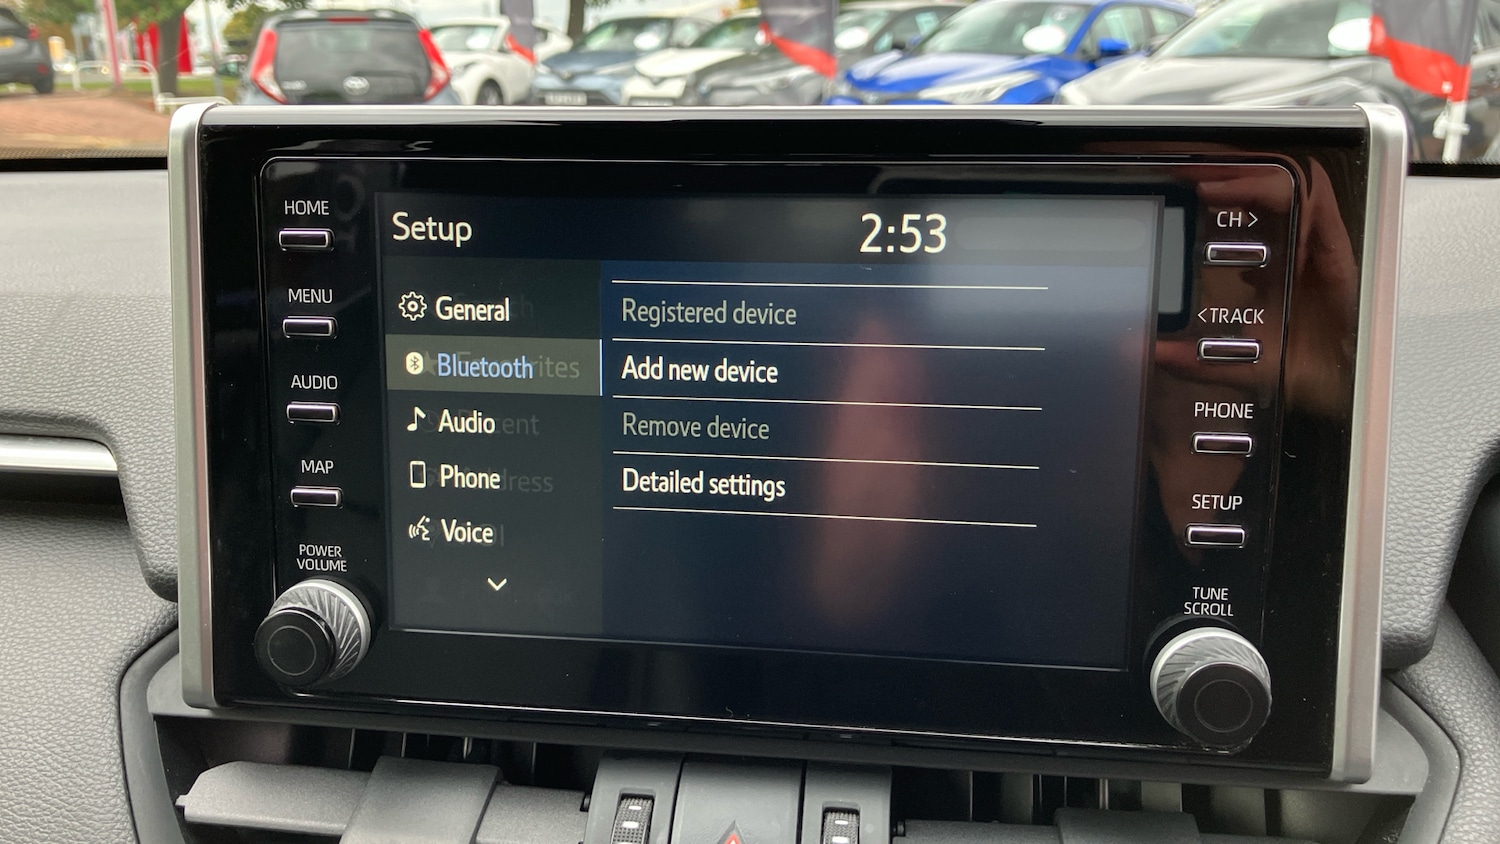 HOME
MENU
AUDIO
MAP
POWER
VOLUME
Setup
2:53
General
Bluetooth
Audio
Phone
Voice
Registered device
Add new device
Remove device
Detailed settings
CH >
< TRACK
PHONE
SETUP
TUNE
SCROLL